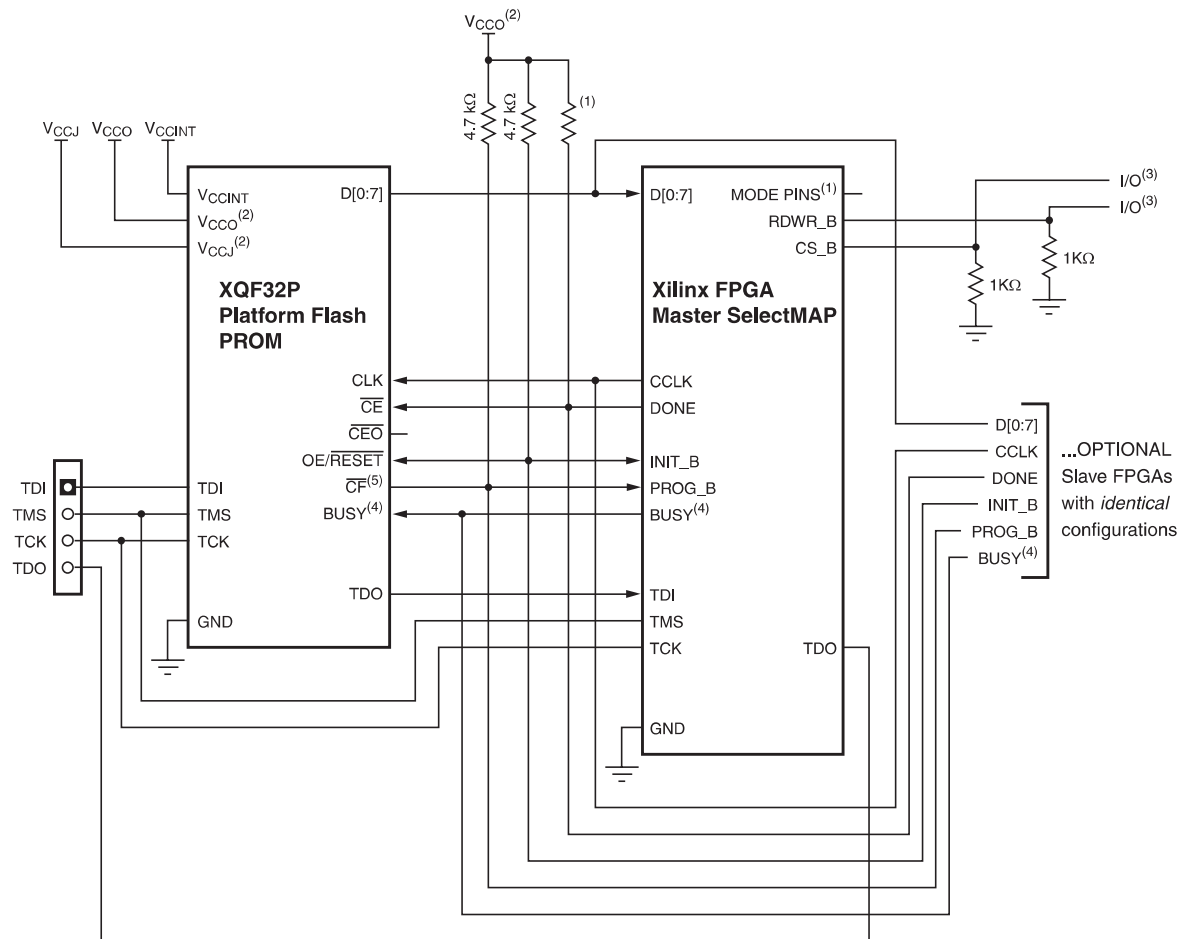 VCCO(2)
4.7 kΩ
4.7 kΩ
(1)
VCCJ VCCO VCCINT
VCCINT
VCCO(2)
VCCJ(2)
D[0:7]
XQF32P
Platform Flash
PROM
CLK
CE
CEO
OE/RESET
CF(5)
BUSY(4)
TDI
TMS
TCK
TDO
GND
TDI
TMS
TCK
TDO
D[0:7]
MODE PINS(1)
RDWR_B
CS_B
Xilinx FPGA
Master SelectMAP
CCLK
DONE
INIT_B
PROG_B
BUSY(4)
TDI
TMS
TCK
TDO
GND
I/O(3)
I/O(3)
1KΩ
1KΩ
D[0:7]
CCLK
DONE
INIT_B
PROG_B
BUSY(4)
...OPTIONAL
Slave FPGAs
with identical
configurations